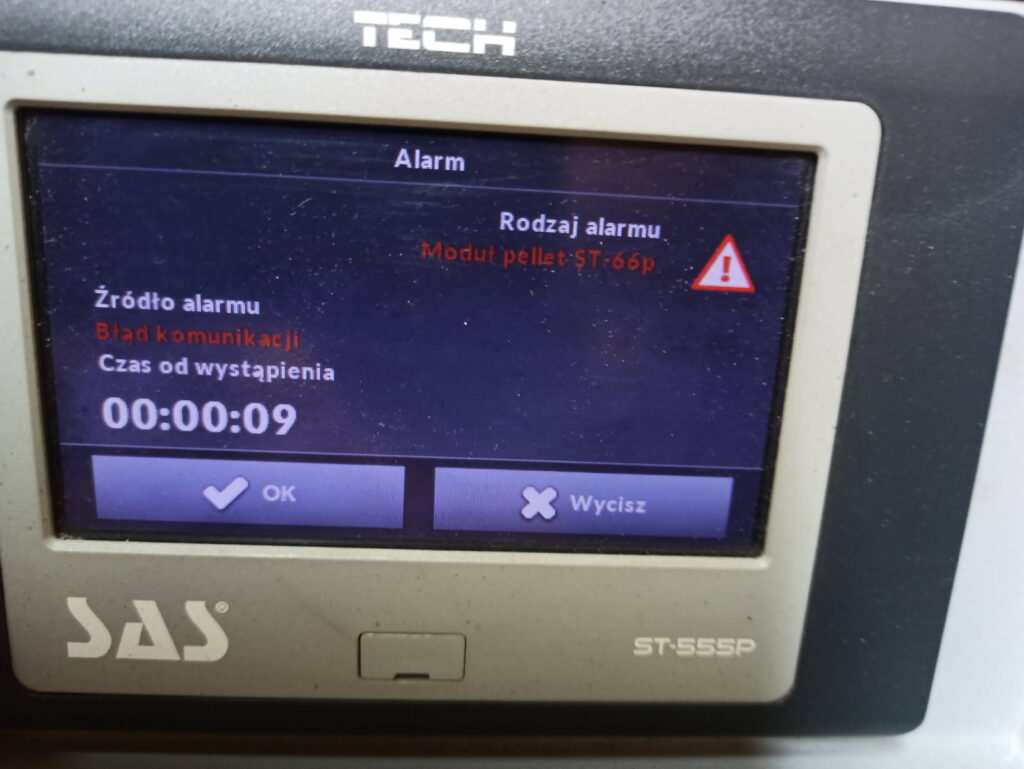 TECH
Alarm
Rodzaj alarmu
Moduł pellet ST-66p
Źródło alarmu
Błąd komunikacji
Czas od wystąpienia
00:00:09
OK
Wycisz
SAS®
ST-555P